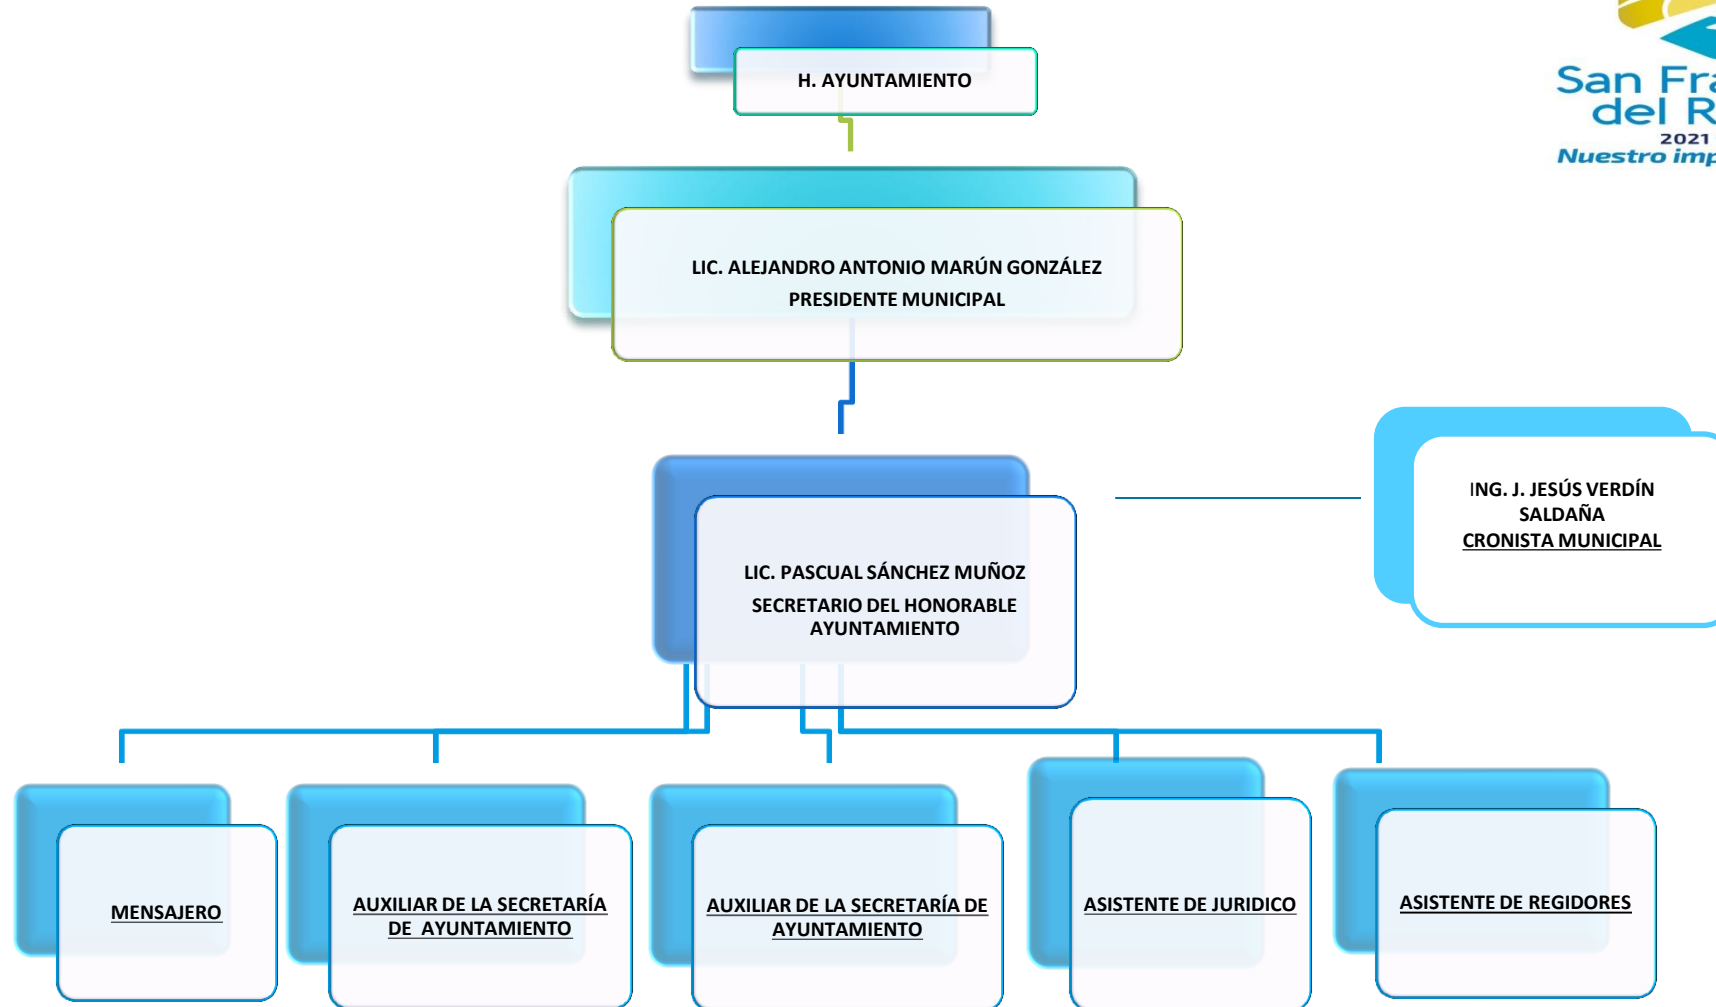 H. AYUNTAMIENTO
San
del
2021
Nuestro
LIC. ALEJANDRO ANTONIO MARÚN GONZÁLEZ
PRESIDENTE MUNICIPAL
ING. J. JESÚS VERDÍN
SALDAÑA
CRONISTA MUNICIPAL
LIC. PASCUAL SÁNCHEZ MUÑOZ
SECRETARIO DEL HONORABLE
AYUNTAMIENTO
MENSAJERO
AUXILIAR DE LA SECRETARÍA
DE AYUNTAMIENTO
AUXILIAR DE LA SECRETARÍA DE
AYUNTAMIENTO
ASISTENTE DE JURIDICO
ASISTENTE DE REGIDORES